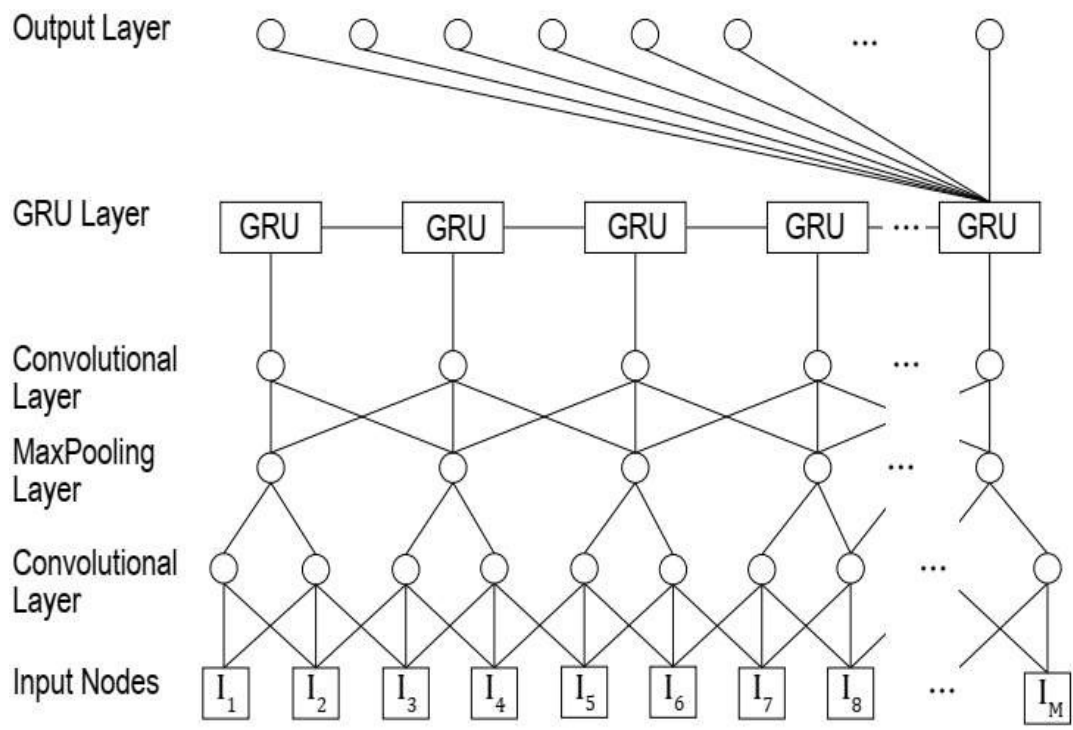 Output Layer
...
GRU Layer
GRU GRU GRU GRU ... GRU
Convolutional
Layer
...
MaxPooling
Layer
...
Convolutional
Layer
...
Input Nodes
I₁ I₂ I₃ I₄ I₅ I₆ I₇ I₈ ... I_M